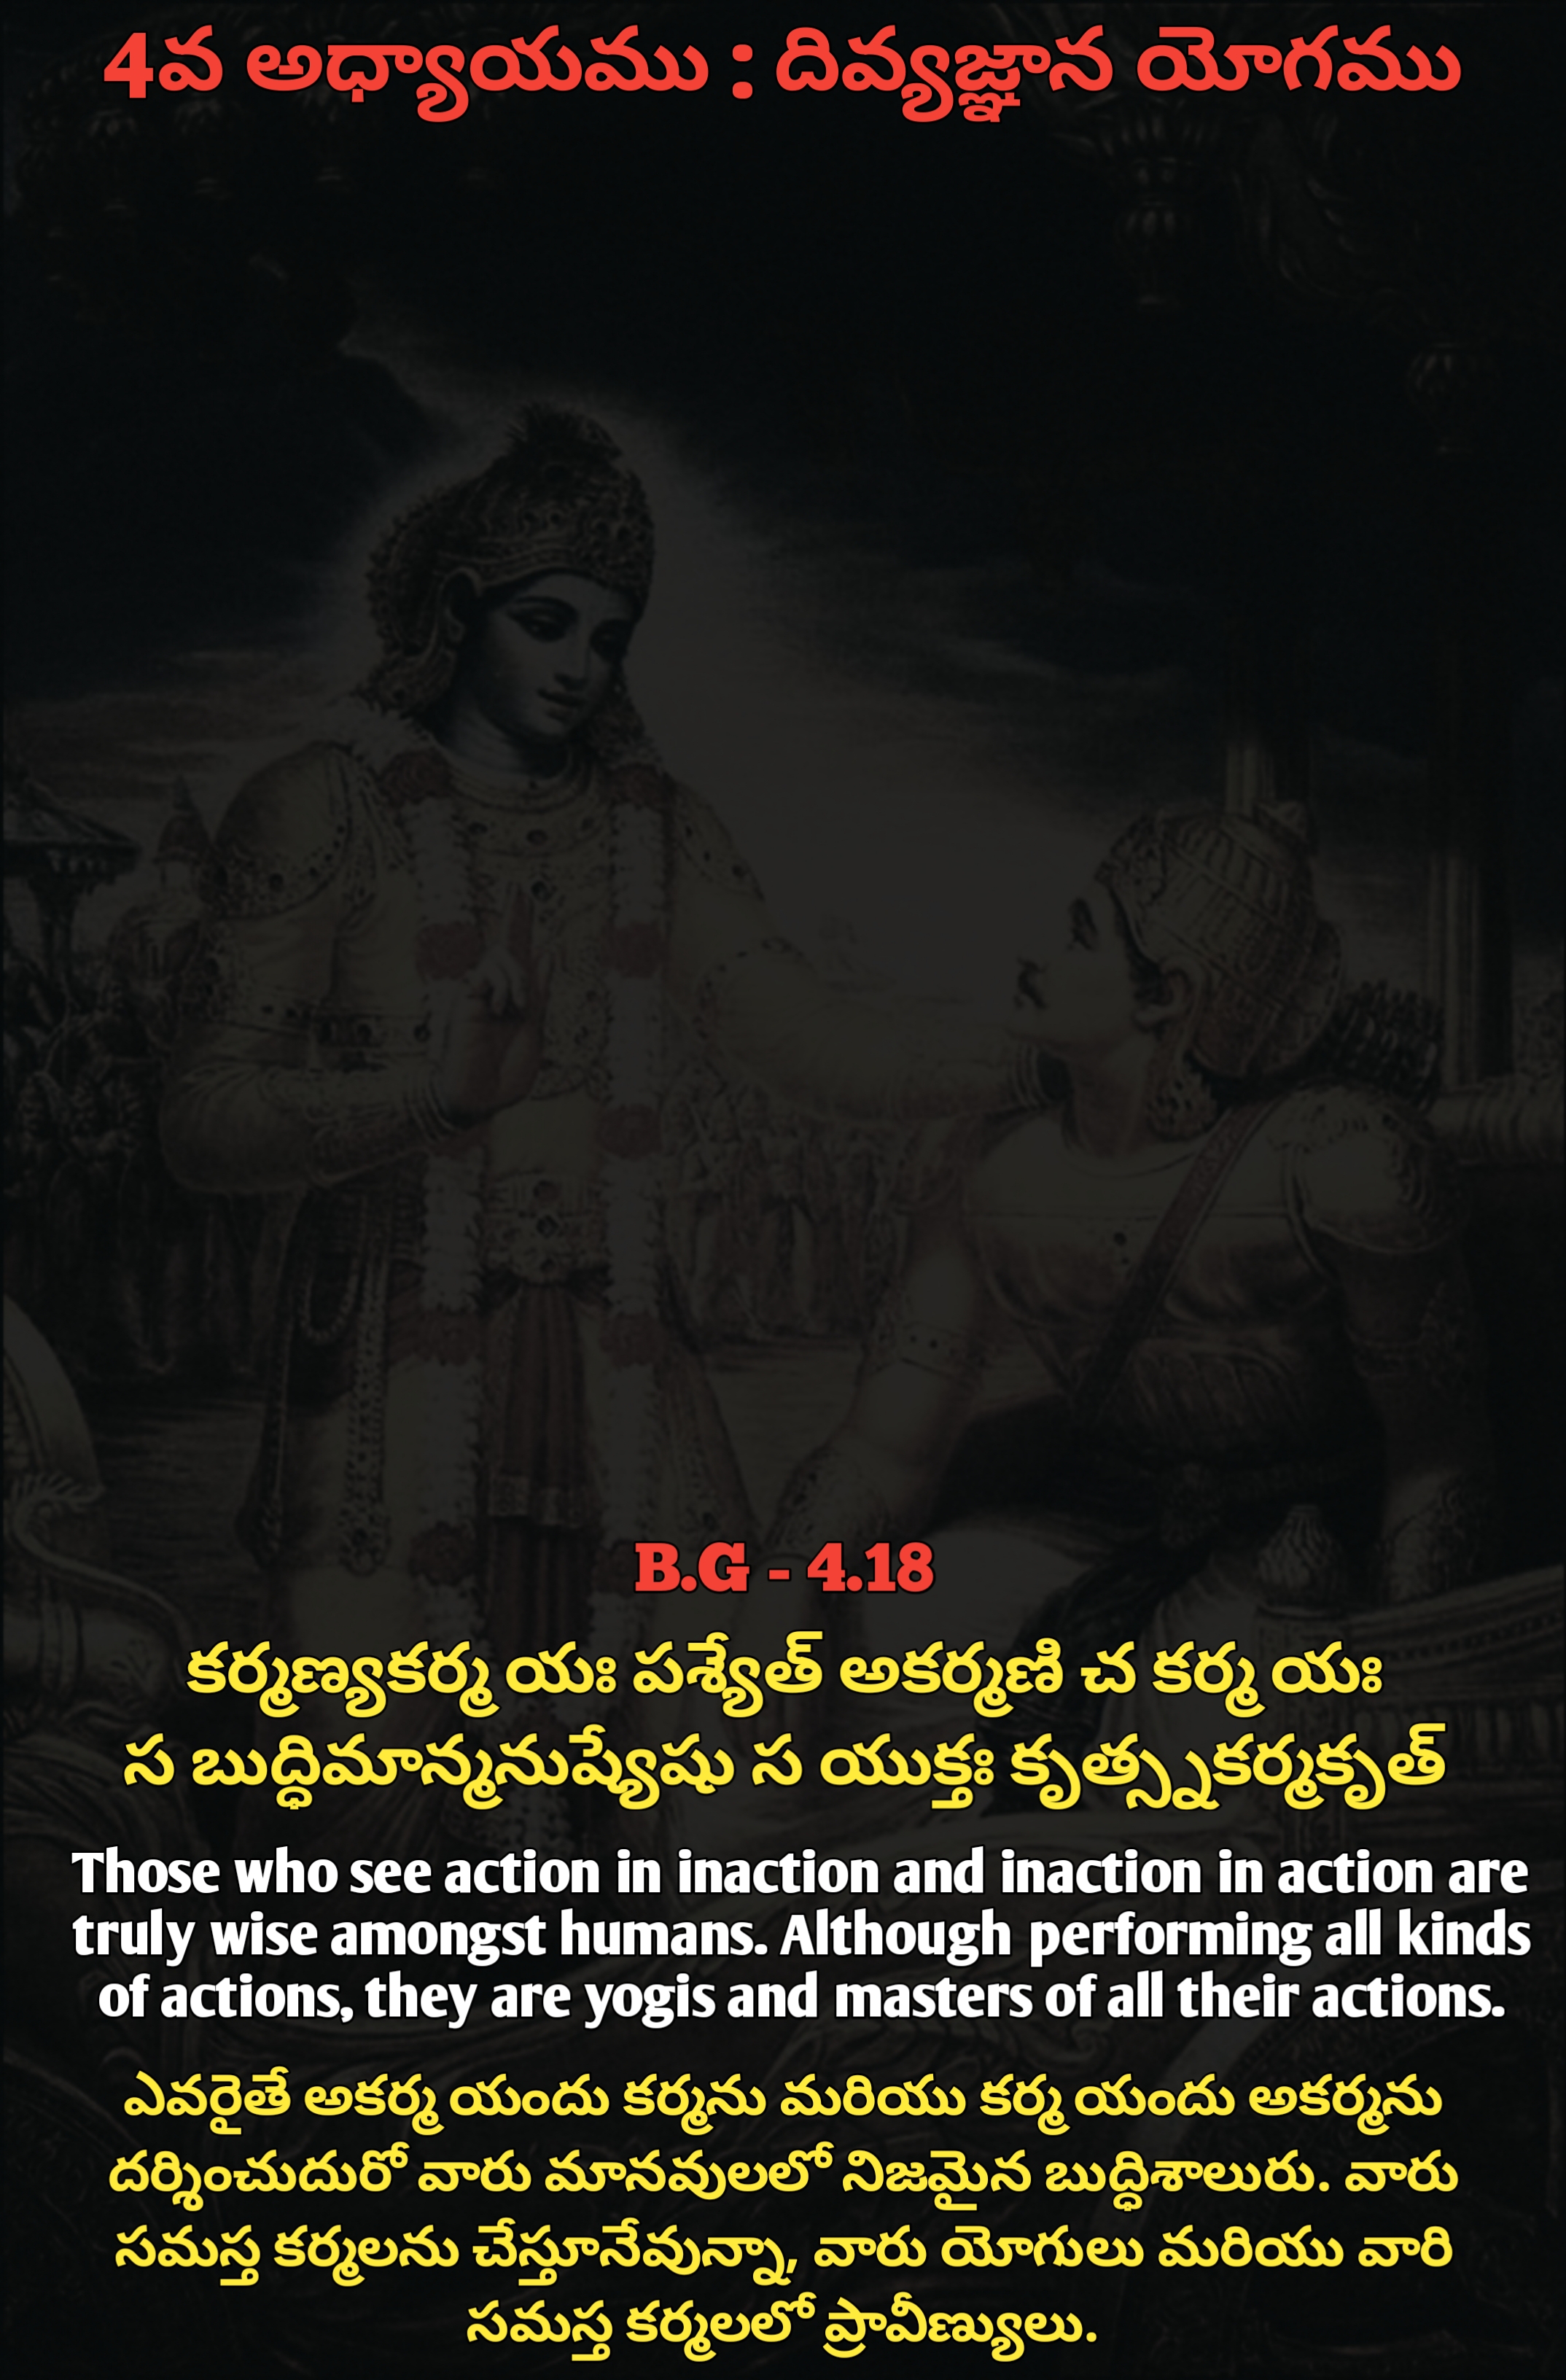 4వ అధ్యాయము : దివ్యజ్ఞాన యోగము
B.G - 4.18
కర్మణ్యకర్మ యః పశ్యేత్ అకర్మణి చ కర్మ యః
స బుద్ధిమాన్మనుష్యేషు స యుక్తః కృత్స్నకర్మకృత్
Those who see action in inaction and inaction in action are
truly wise amongst humans. Although performing all kinds
of actions, they are yogis and masters of all their actions.
ఎవరైతే అకర్మ యందు కర్మను మరియు కర్మ యందు అకర్మను
దర్శించుదురో వారు మానవులలో నిజమైన బుద్ధిశాలురు. వారు
సమస్త కర్మలను చేస్తూనేవున్నా, వారు యోగులు మరియు వారి
సమస్త కర్మలలో ప్రావీణ్యులు.